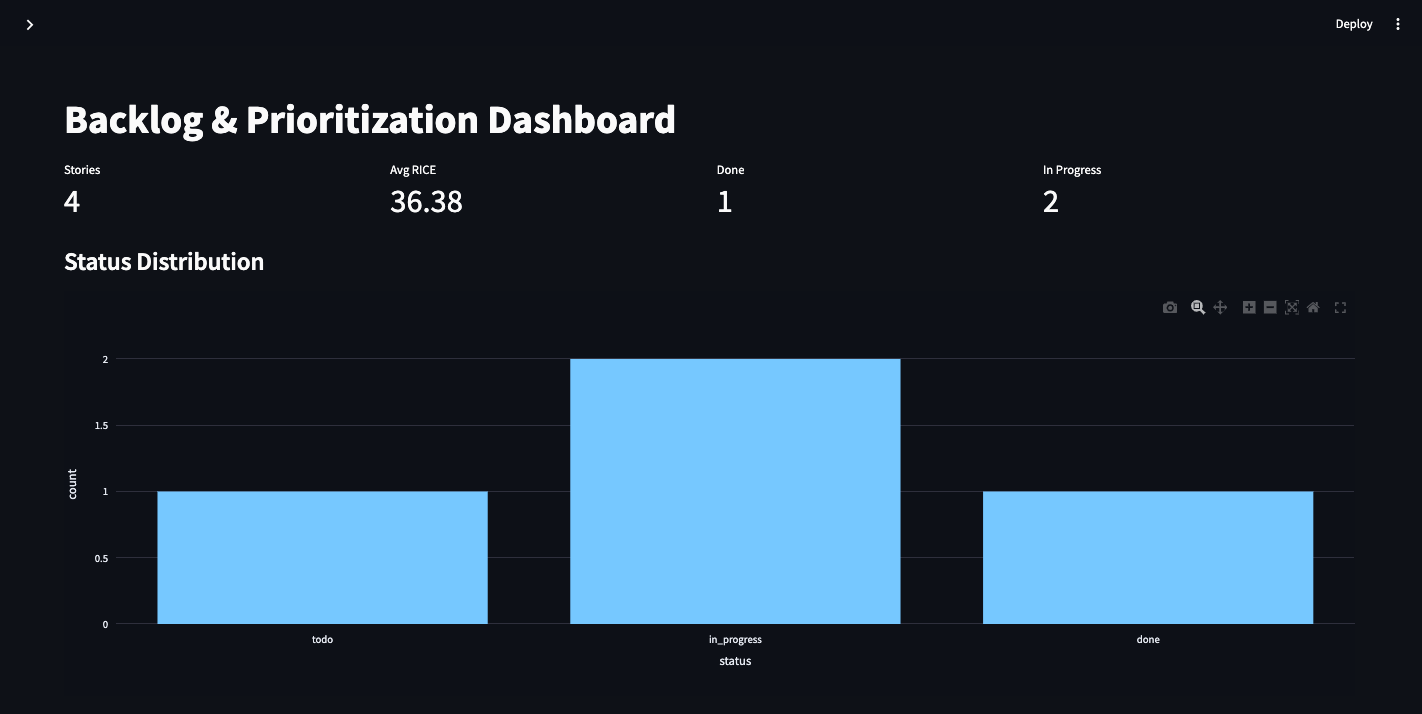 Deploy
Backlog & Prioritization Dashboard
Stories
Avg RICE
Done
In Progress
4
36.38
1
2
Status Distribution
2
1.5
1
0.5
0
count
todo
in_progress
done
status